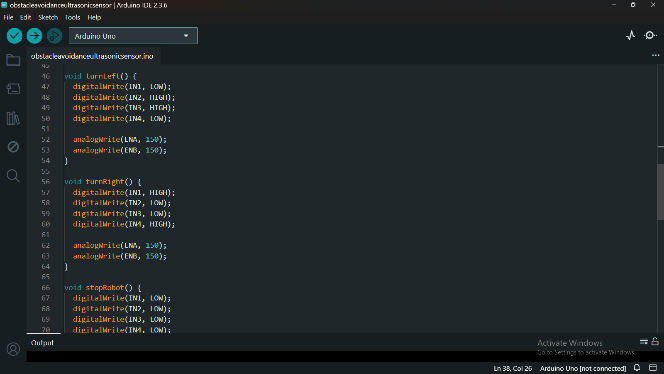 obstacleavoidanceultrasonicsensor | Arduino IDE 2.3.6
File Edit Sketch Tools Help
Arduino Uno
obstacleavoidanceultrasonicsensor.ino
45
46 void turnLeft() {
47 digitalWrite(IN1, LOW);
48 digitalWrite(IN2, HIGH);
49 digitalWrite(IN3, HIGH);
50 digitalWrite(IN4, LOW);
51
52 analogWrite(ENA, 150);
53 analogWrite(ENB, 150);
54 }
55
56 void turnRight() {
57 digitalWrite(IN1, HIGH);
58 digitalWrite(IN2, LOW);
59 digitalWrite(IN3, LOW);
60 digitalWrite(IN4, HIGH);
61
62 analogWrite(ENA, 150);
63 analogWrite(ENB, 150);
64 }
65
66 void stopRobot() {
67 digitalWrite(IN1, LOW);
68 digitalWrite(IN2, LOW);
69 digitalWrite(IN3, LOW);
70 digitalWrite(IN4, LOW);
Output
Activate Windows
Go to Settings to activate Windows.
Ln 38, Col 26 Arduino Uno [not connected]